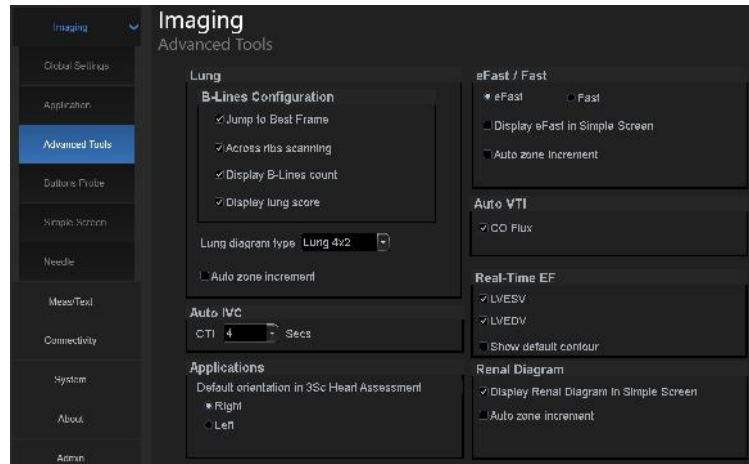 Imaging
Global Settings
Application
Advanced Tools
Buttons Probe
Simple Screen
Needle
Meas/Text
Connectivity
System
About
Admin
Imaging
Advanced Tools
Lung
B-Lines Configuration
Jump to Best Frame
Across ribs scanning
Display B-Lines count
Display lung score
Lung diagram type Lung 4x2
Auto zone increment
Auto IVC
CTI 4 Secs
Applications
Default orientation in 3Sc Heart Assessment
Right
Left
eFast / Fast
eFast Fast
Display eFast in Simple Screen
Auto zone increment
Auto VTI
CO Flux
Real-Time EF
LVESV
LVEDV
Show default contour
Renal Diagram
Display Renal Diagram in Simple Screen
Auto zone increment